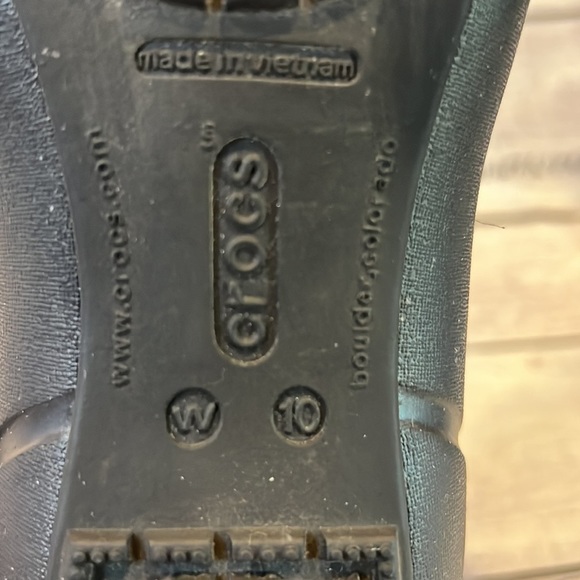 made in vietnam
www.crocs.com
crocs
®
boulder, colorado
W 10